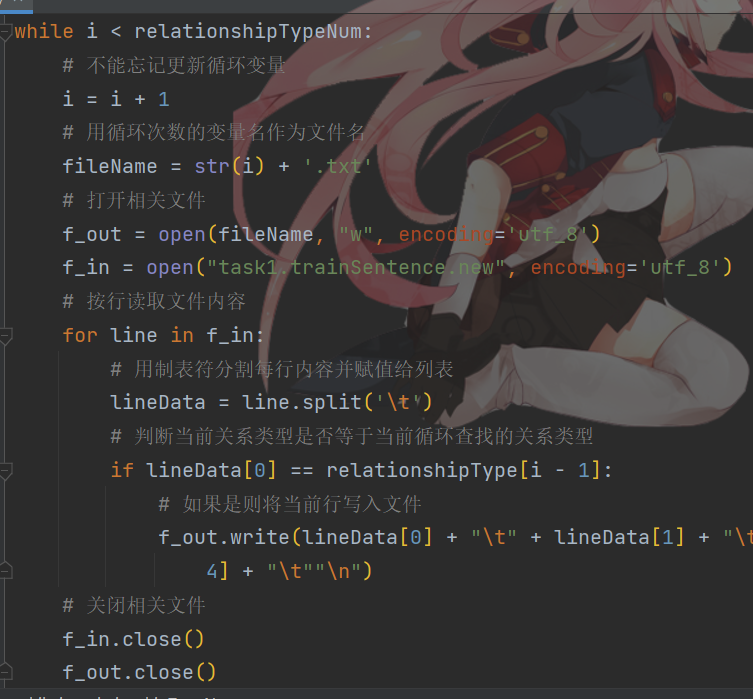 while i < relationshipTypeNum:
# 不能忘记更新循环变量
i = i + 1
# 用循环次数的变量名作为文件名
fileName = str(i) + '.txt'
# 打开相关文件
f_out = open(fileName, "w", encoding='utf_8')
f_in = open("task1.trainSentence.new", encoding='utf_8')
# 按行读取文件内容
for line in f_in:
# 用制表符分割每行内容并赋值给列表
lineData = line.split('\t')
# 判断当前关系类型是否等于当前循环查找的关系类型
if lineData[0] == relationshipType[i - 1]:
# 如果是则将当前行写入文件
f_out.write(lineData[0] + "\t" + lineData[1] + "\t
4] + "\t""\n")
# 关闭相关文件
f_in.close()
f_out.close()